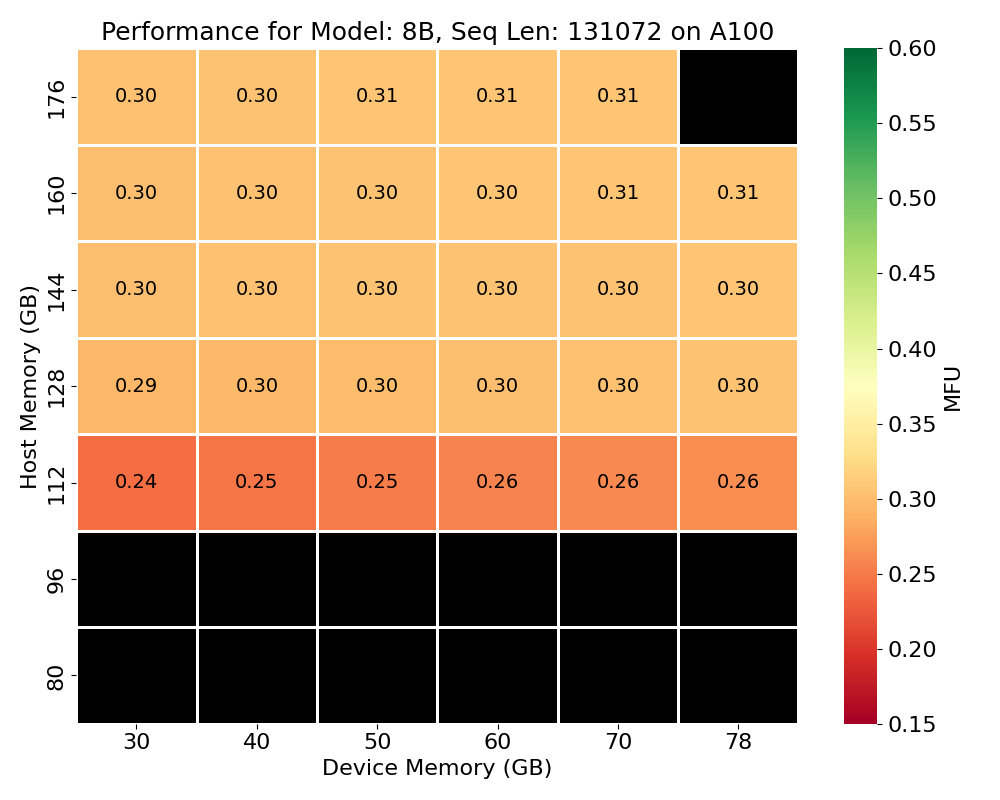 Performance for Model: 8B, Seq Len: 131072 on A100
176 0.30 0.30 0.31 0.31 0.31
160 0.30 0.30 0.30 0.30 0.31 0.31
144 0.30 0.30 0.30 0.30 0.30 0.30
128 0.29 0.30 0.30 0.30 0.30 0.30
112 0.24 0.25 0.25 0.26 0.26 0.26
96
80
30 40 50 60 70 78
Device Memory (GB)
Host Memory (GB)
0.60
0.55
0.50
0.45
0.40
0.35
0.30
0.25
0.20
0.15
MFU